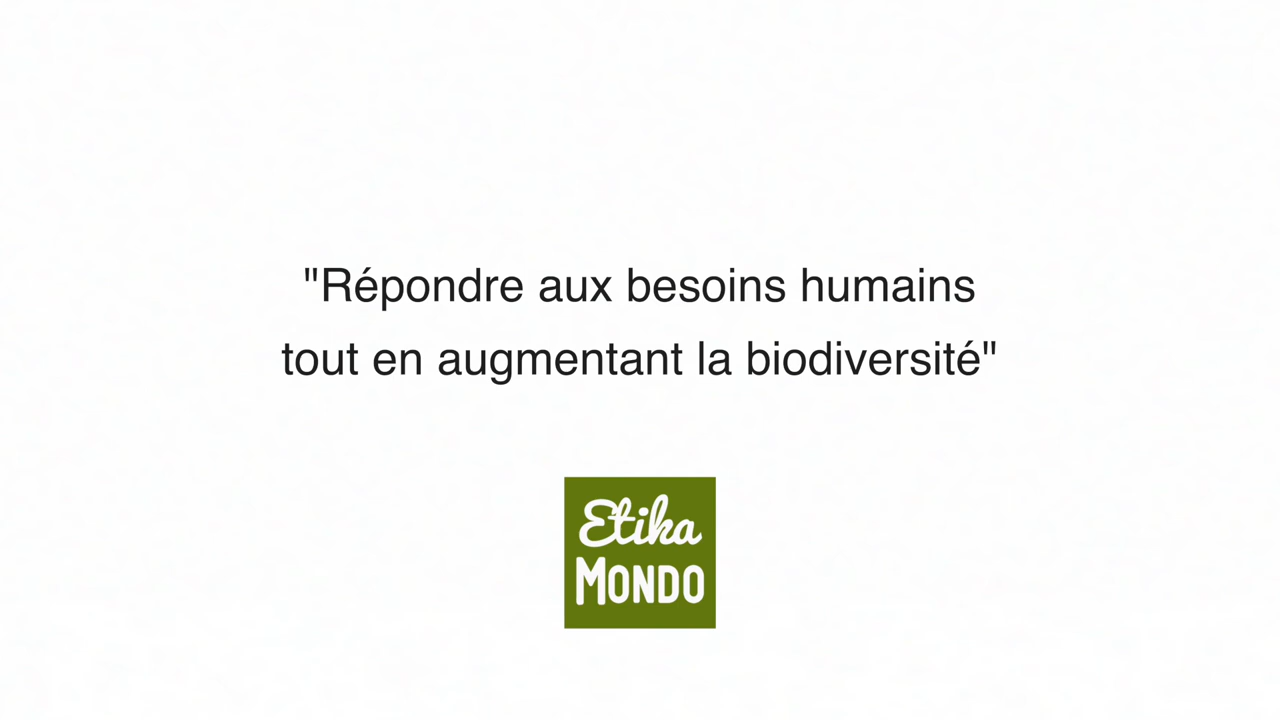 "Répondre aux besoins humains
tout en augmentant la biodiversité"
Etika
MONDO